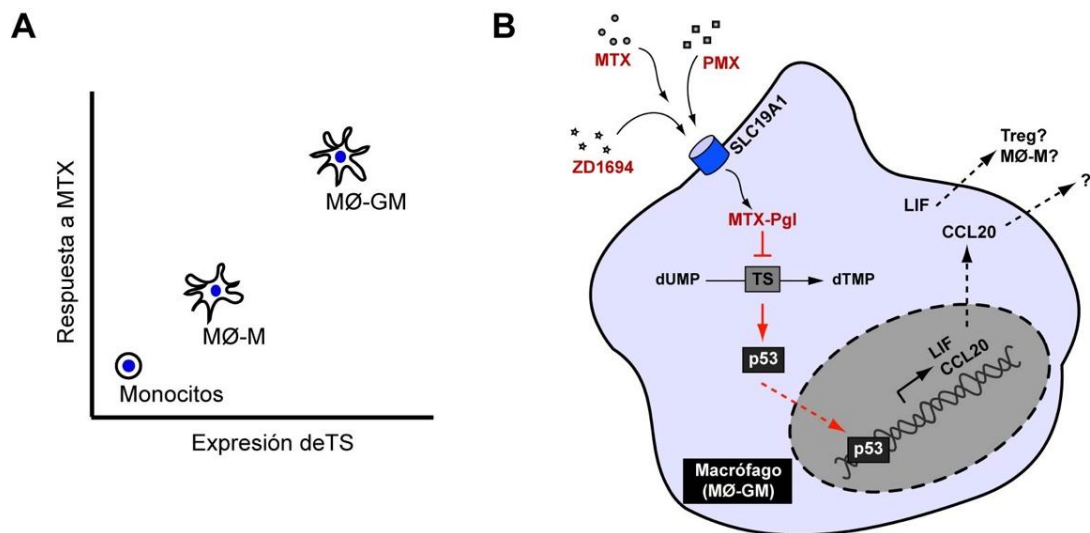 A
Respuesta a MTX
MØ-GM
MØ-M
Monocitos
Expresión deTS
B
MTX
PMX
ZD1694
SLC19A1
MTX-Pgl
dUMP
TS
dTMP
p53
LIF
CCL20
p53
CCL20
LIF
Treg?
MØ-M?
?
Macrófago
(MØ-GM)